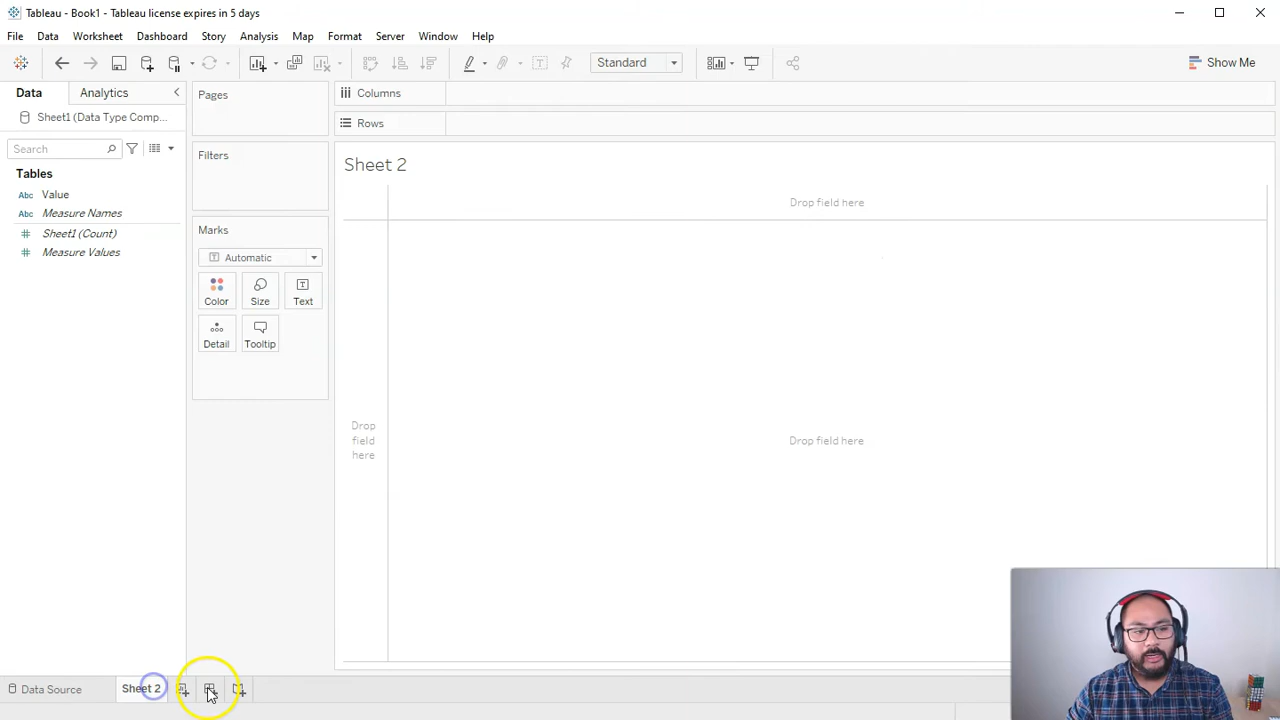 Tableau - Book1 - Tableau license expires in 5 days
File Data Worksheet Dashboard Story Analysis Map Format Server Window Help
Standard Show Me
Data Analytics Pages Columns
Sheet1 (Data Type Comp... Rows
Search Filters Sheet 2
Tables
Abc Value Drop field here
Abc Measure Names
# Sheet1 (Count) Marks
# Measure Values Automatic
Color Size Text
Detail Tooltip
Drop
field
here
Drop field here
Data Source Sheet 2